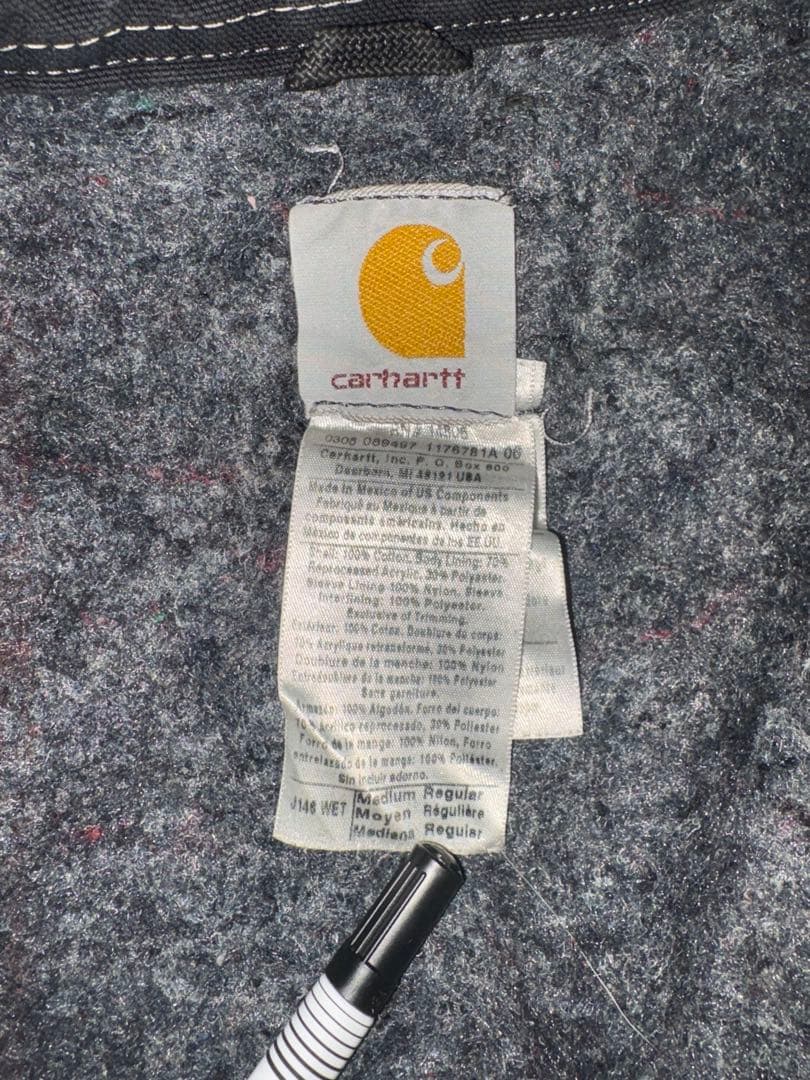 carhartt
0306 089497 1176781A 06
Carhartt, Inc. P. O. Box 600
Dearborn, MI 48121 USA
Made in Mexico of US Components
Fabriqué au Mexique à partir de
composants américains. Hecho en
México de componentes de los EE.UU.
Shell: 100% Cotton. Body Lining: 70%
Reprocessed Acrylic, 30% Polyester.
Sleeve Lining 100% Nylon. Sleeve
Interlining: 100% Polyester.
Exclusive of Trimming.
Extérieur: 100% Coton. Doublure du corps:
70% Acrylique retransformé, 30% Polyester
Doublure de la manche: 100% Nylon
Entredoublure de la manche: 100% Polyester
Sans garniture.
Armazón: 100% Algodón. Forro del cuerpo:
70% Acrílico reprocesado, 30% Poliéster
Forro de la manga: 100% Nilon, Forro
entrelazado de la manga: 100% Poliéster.
Sin incluir adorno.
J146 WET
Medium Regular
Moyen Régulière
Mediana Regular